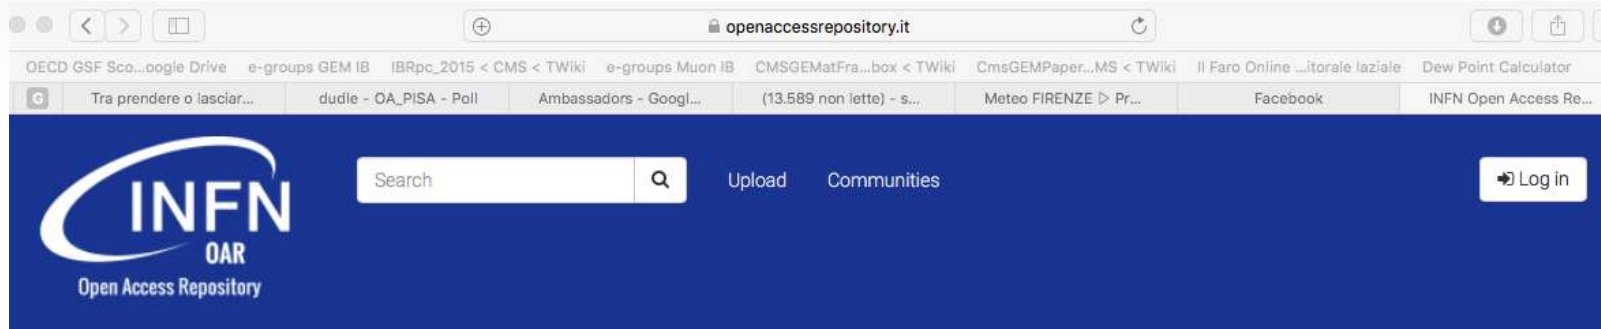 openaccessrepository.it
OECD GSF Sco...oogle Drive e-groups GEM IB IBRpc_2015 < CMS < TWiki e-groups Muon IB CMSGEMatFra...box < TWiki CmsGEMPaper...MS < TWiki Il Faro Online ...itorale laziale Dew Point Calculator
G Tra prendere o lasciar... dudle - OA_PISA - Poll Ambassadors - Googl... (13.589 non lette) - s... Meteo FIRENZE ▷ Pr... Facebook INFN Open Access Re...
Search Upload Communities Log in
INFN
OAR
Open Access Repository